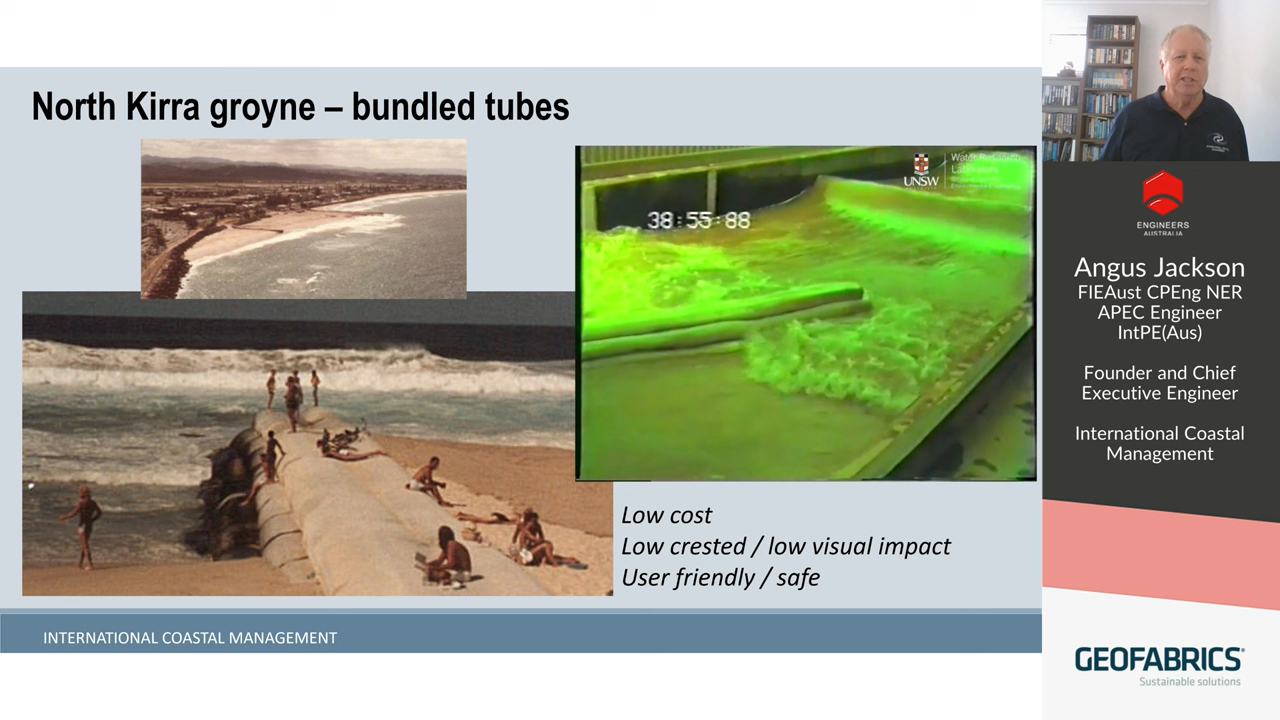 North Kirra groyne – bundled tubes
UNSW
Water Research
Laboratory
38:55:88
Low cost
Low crested / low visual impact
User friendly / safe
INTERNATIONAL COASTAL MANAGEMENT
ENGINEERS
AUSTRALIA
Angus Jackson
FIEAust CPEng NER
APEC Engineer
IntPE(Aus)
Founder and Chief
Executive Engineer
International Coastal
Management
GEOFABRICS
Sustainable solutions